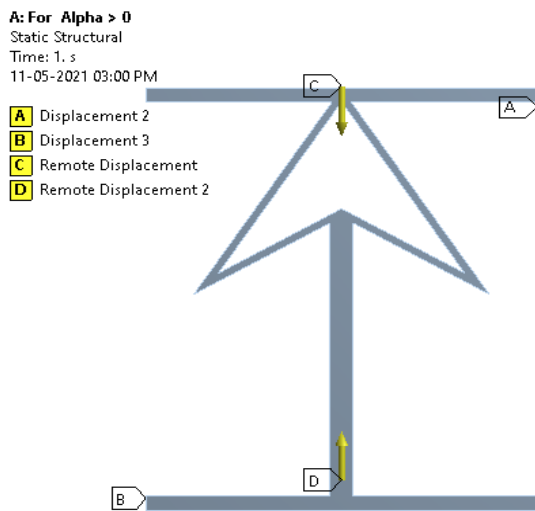 A: For Alpha > 0
Static Structural
Time: 1. s
11-05-2021 03:00 PM
A Displacement 2
B Displacement 3
C Remote Displacement
D Remote Displacement 2
C
A
D
B